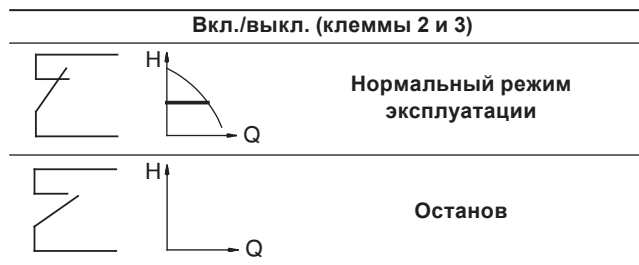 Вкл./выкл. (клеммы 2 и 3)
H
Q
Нормальный режим
эксплуатации
H
Q
Останов